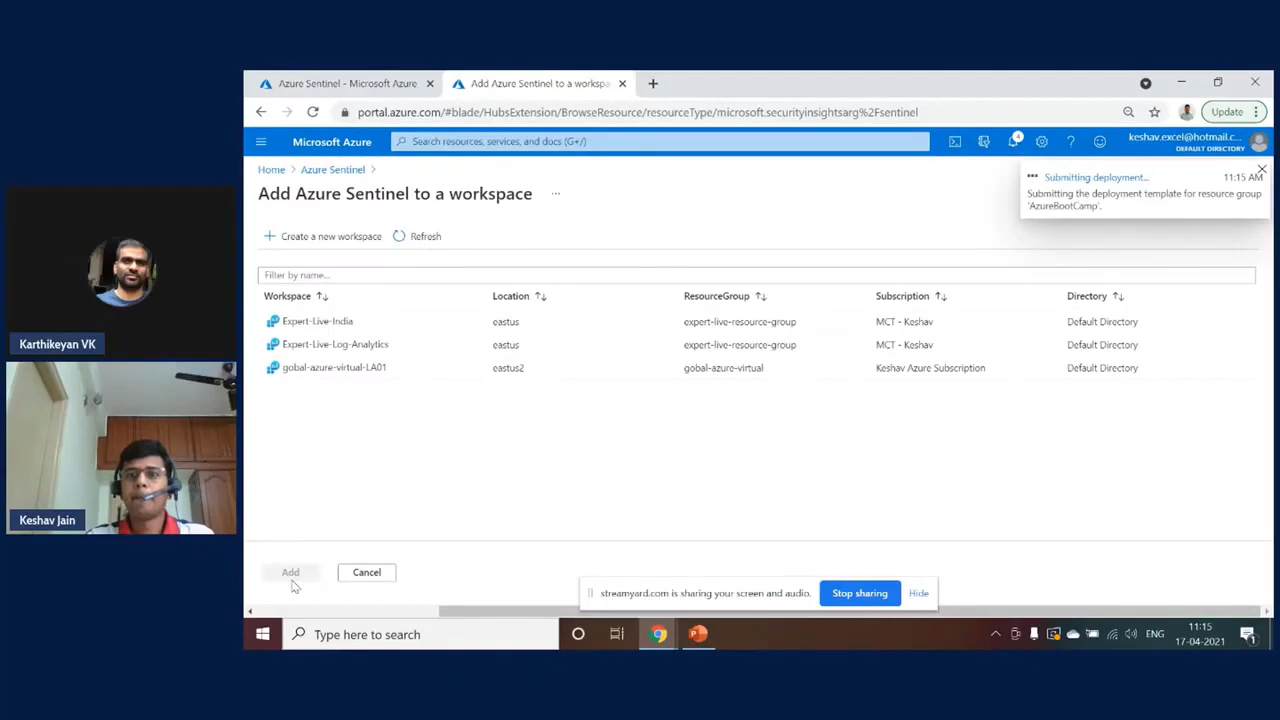 Azure Sentinel - Microsoft Azure
Add Azure Sentinel to a workspa
portal.azure.com/#blade/HubsExtension/BrowseResource/resourceType/microsoft.securityinsightsarg%2Fsentinel
Update
Microsoft Azure
Search resources, services, and docs (G+/)
4
keshav.excel@hotmail.c...
DEFAULT DIRECTORY
Home > Azure Sentinel >
Add Azure Sentinel to a workspace ...
Submitting deployment...
11:15 AM
Submitting the deployment template for resource group
'AzureBootCamp'.
+ Create a new workspace
Refresh
Filter by name...
Workspace ↑↓ Location ↑↓ ResourceGroup ↑↓ Subscription ↑↓ Directory ↑↓
Expert-Live-India eastus expert-live-resource-group MCT - Keshav Default Directory
Expert-Live-Log-Analytics eastus expert-live-resource-group MCT - Keshav Default Directory
gobal-azure-virtual-LA01 eastus2 gobal-azure-virtual Keshav Azure Subscription Default Directory
Karthikeyan VK
Keshav Jain
Add
Cancel
streamyard.com is sharing your screen and audio.
Stop sharing
Hide
Type here to search
ENG
11:15
17-04-2021
1